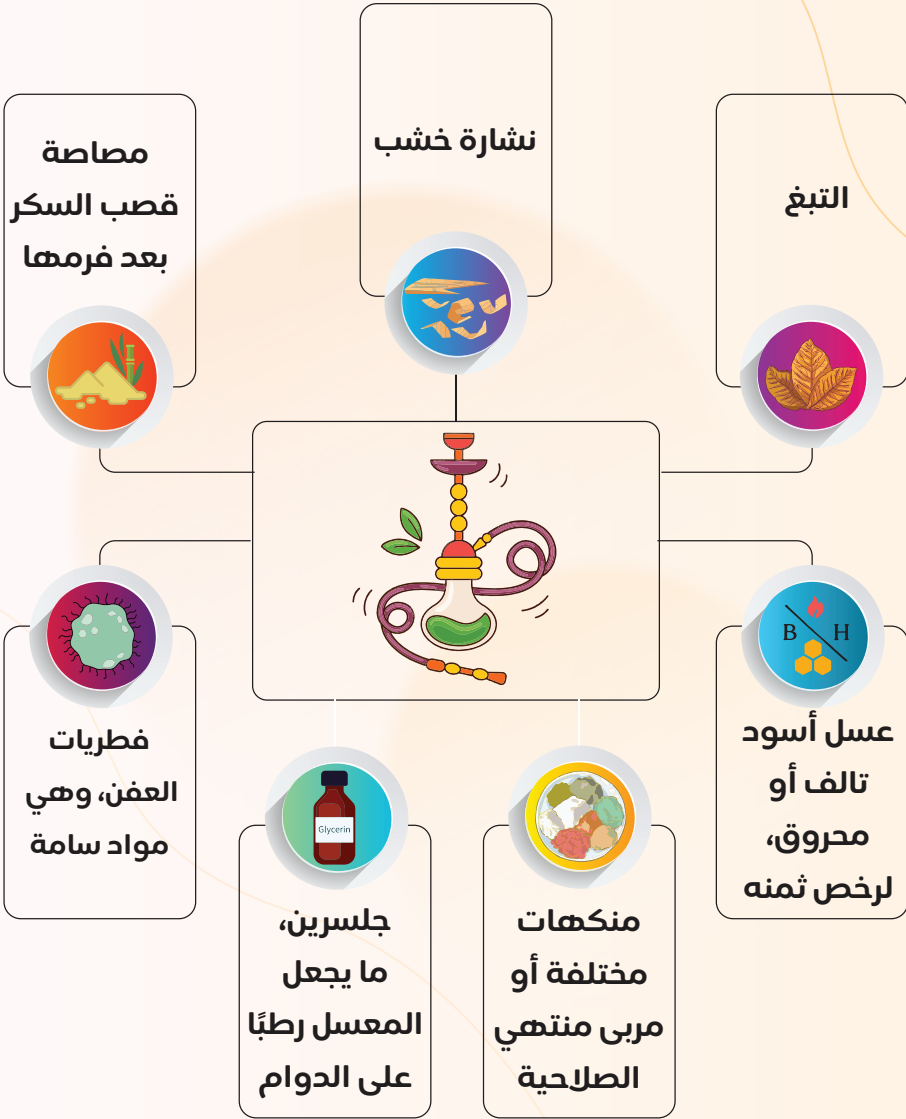 التبغ
نشارة خشب
مصاصة
قصب السكر
بعد فرمها
B H
عسل أسود
تالف أو
محروق،
لرخص ثمنه
منكهات
مختلفة أو
مربى منتهي
الصلاحية
Glycerin
جلسرين،
ما يجعل
المعسل رطبًا
على الدوام
فطريات
العفن، وهي
مواد سامة